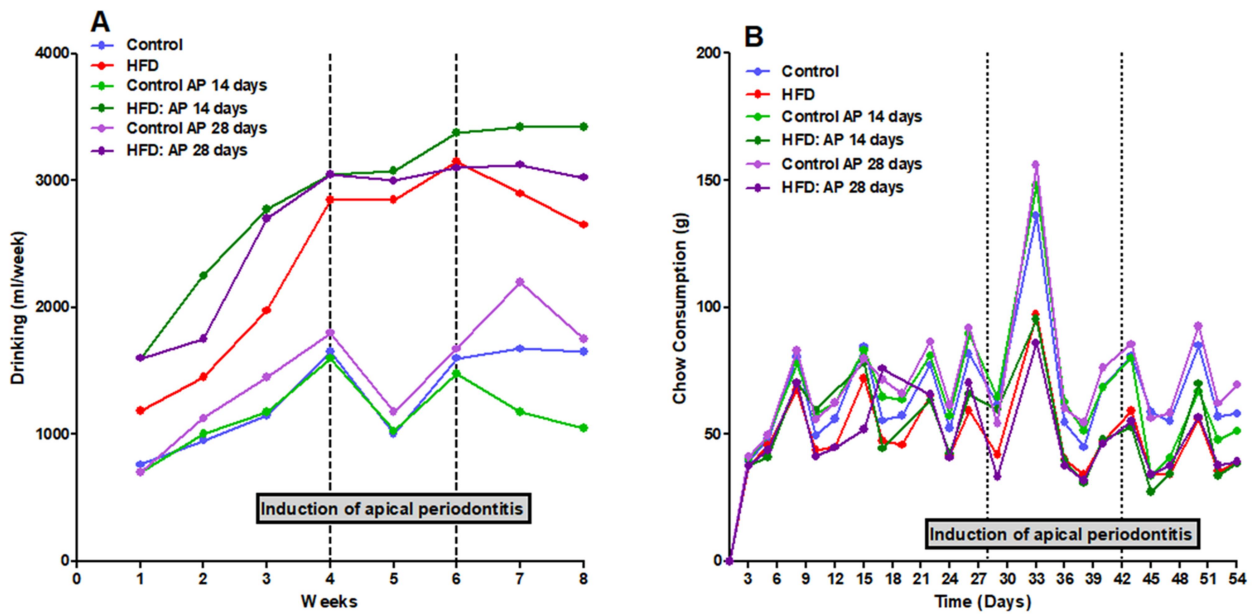 A
Control
HFD
Control AP 14 days
HFD: AP 14 days
Control AP 28 days
HFD: AP 28 days
4000
3000
2000
1000
0
Drinking (ml/week)
Induction of apical periodontitis
0 1 2 3 4 5 6 7 8
Weeks
B
Control
HFD
Control AP 14 days
HFD: AP 14 days
Control AP 28 days
HFD: AP 28 days
200
150
100
50
0
Chow Consumption (g)
Induction of apical periodontitis
3 6 9 12 15 18 21 24 27 30 33 36 39 42 45 48 51 54
Time (Days)